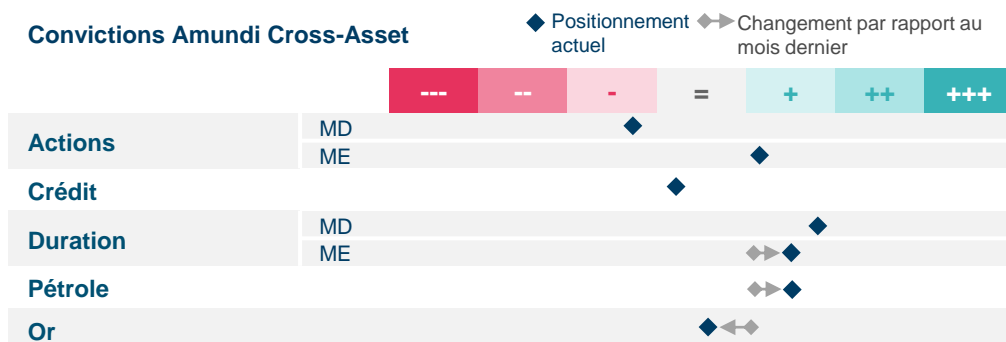 Convictions Amundi Cross-Asset
Positionnement
actuel
Changement par rapport au
mois dernier
--- -- - = + ++ +++
Actions
MD
ME
Crédit
Duration
MD
ME
Pétrole
Or